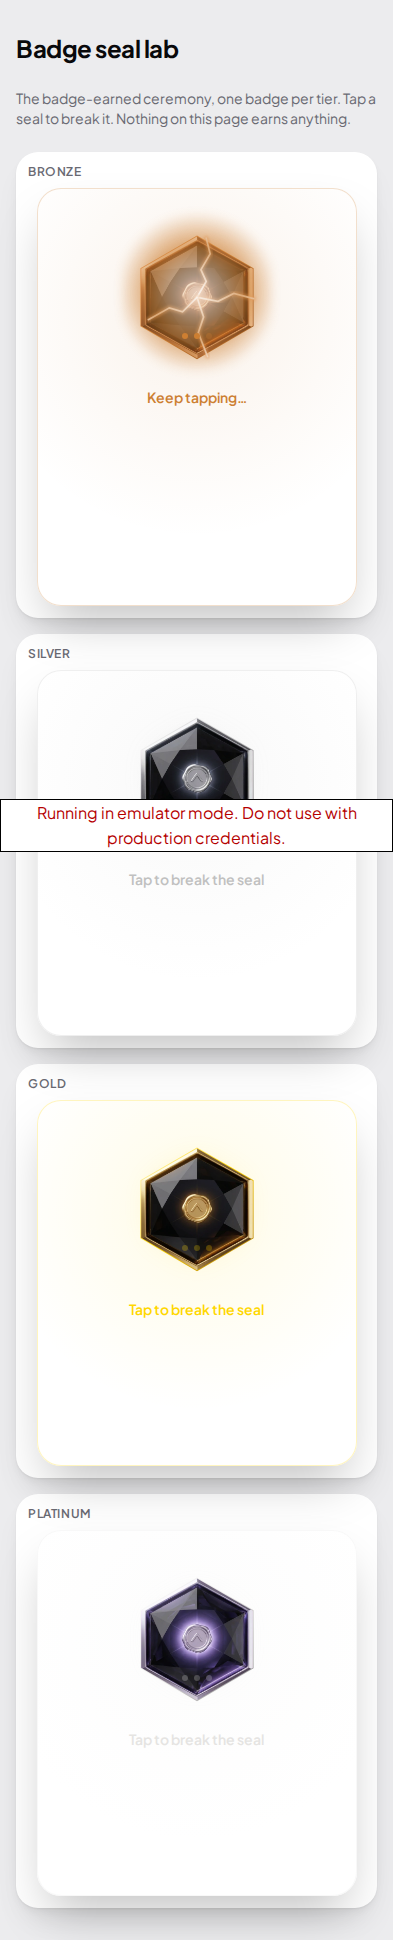 Badge seal lab
The badge-earned ceremony, one badge per tier. Tap a
seal to break it. Nothing on this page earns anything.
BRONZE
Keep tapping…
SILVER
Running in emulator mode. Do not use with
production credentials.
Tap to break the seal
GOLD
Tap to break the seal
PLATINUM
Tap to break the seal